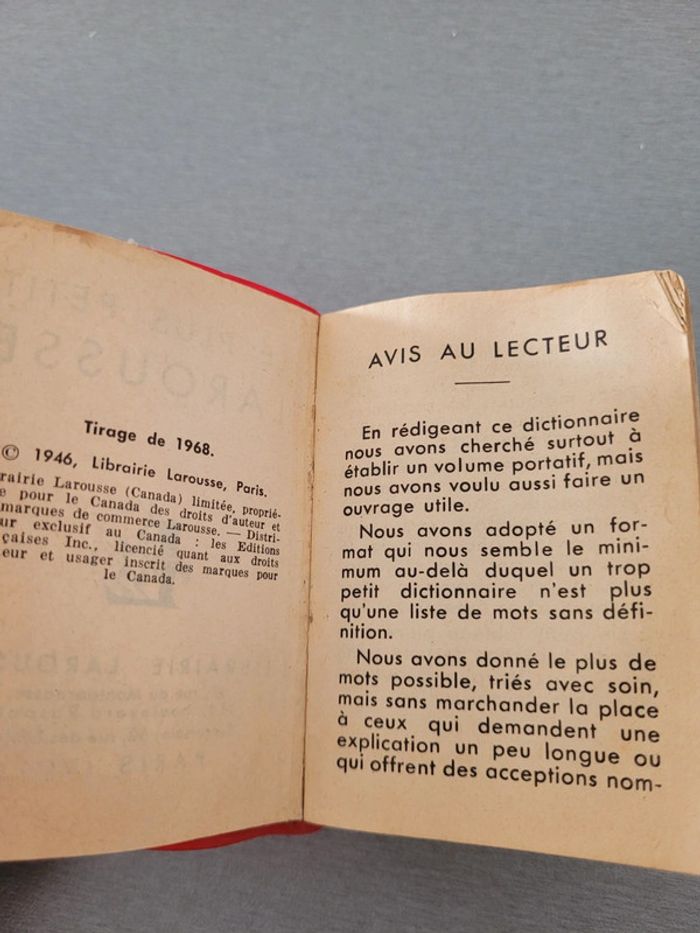 Tirage de 1968.
© 1946, Librairie Larousse, Paris.
rairie Larousse (Canada) limitée, proprié-
e pour le Canada des droits d'auteur et
marques de commerce Larousse. — Distri-
ur exclusif au Canada : les Editions
çaises Inc., licencié quant aux droits
eur et usager inscrit des marques pour
le Canada.
AVIS AU LECTEUR
En rédigeant ce dictionnaire
nous avons cherché surtout à
établir un volume portatif, mais
nous avons voulu aussi faire un
ouvrage utile.
Nous avons adopté un for-
mat qui nous semble le mini-
mum au-delà duquel un trop
petit dictionnaire n'est plus
qu'une liste de mots sans défi-
nition.
Nous avons donné le plus de
mots possible, triés avec soin,
mais sans marchander la place
à ceux qui demandent une
explication un peu longue ou
qui offrent des acceptions nom-